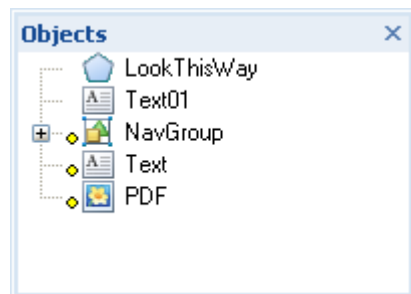 Objects
LookThisWay
Text01
NavGroup
Text
PDF